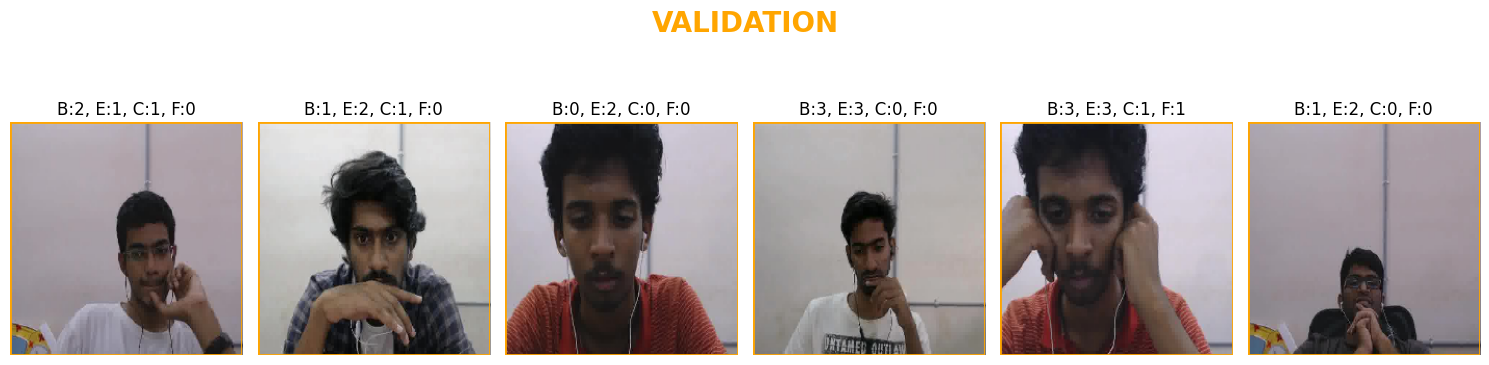 VALIDATION
B:2, E:1, C:1, F:0
B:1, E:2, C:1, F:0
B:0, E:2, C:0, F:0
B:3, E:3, C:0, F:0
B:3, E:3, C:1, F:1
B:1, E:2, C:0, F:0
UNTAMED OUTLAW